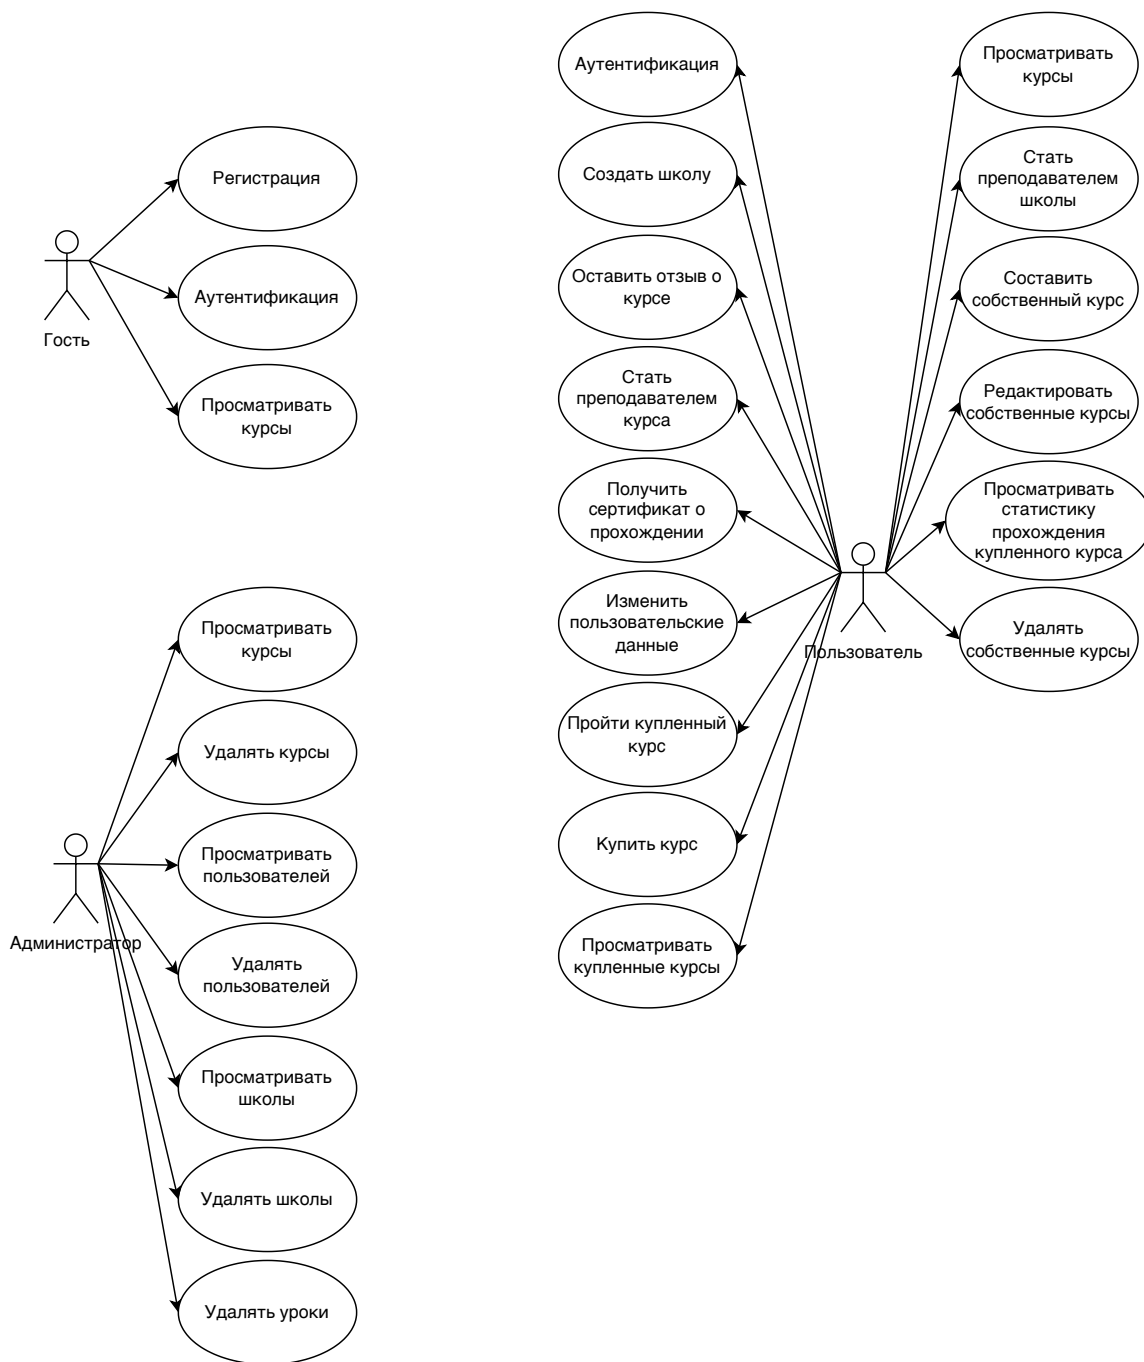 Регистрация
Аутентификация
Гость
Просматривать
курсы
Просматривать
курсы
Удалять курсы
Просматривать
пользователей
Администратор
Удалять
пользователей
Просматривать
школы
Удалять школы
Удалять уроки
Аутентификация
Создать школу
Оставить отзыв о
курсе
Стать
преподавателем
курса
Получить
сертификат о
прохождении
Изменить
пользовательские
данные
Пройти купленный
курс
Купить курс
Просматривать
купленные курсы
Пользователь
Просматривать
курсы
Стать
преподавателем
школы
Составить
собственный курс
Редактировать
собственные курсы
Просматривать
статистику
прохождения
купленного курса
Удалять
собственные курсы